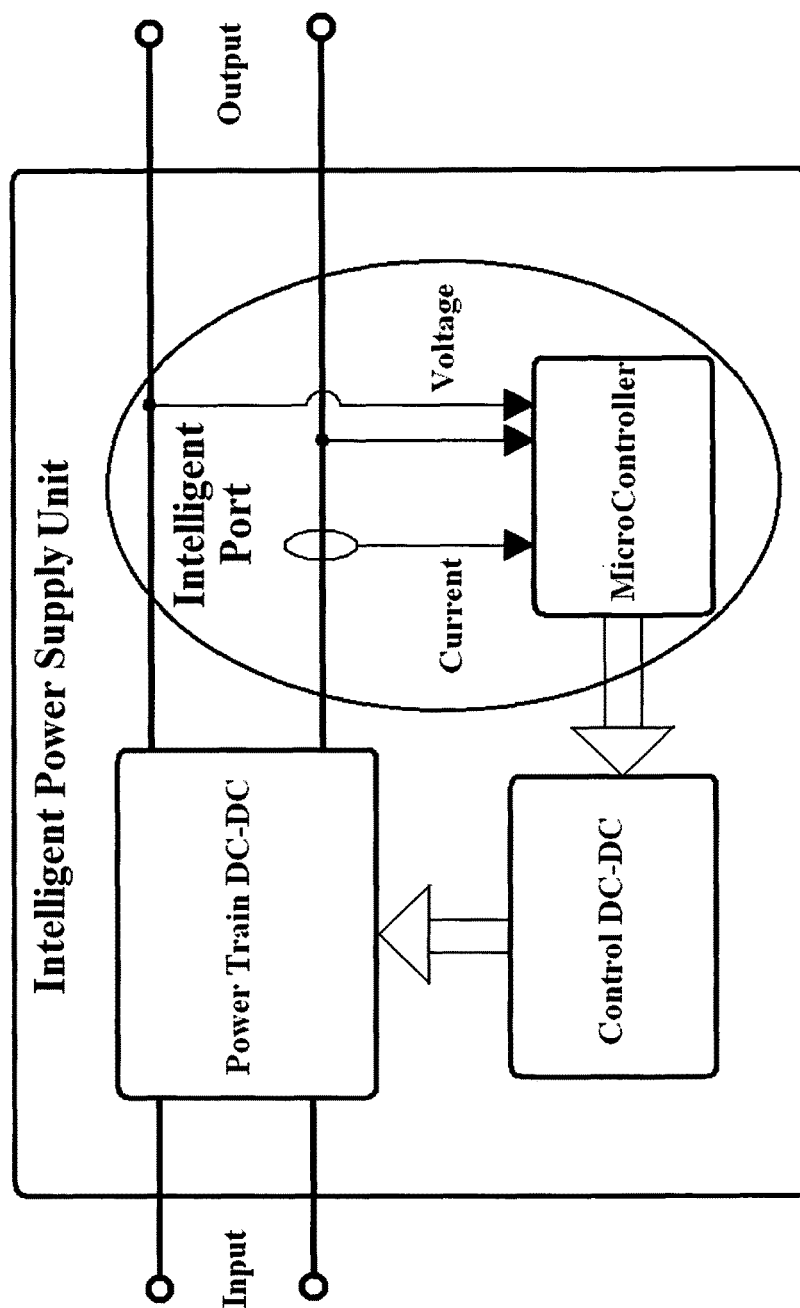 Intelligent Power Supply Unit
Input
Power Train DC-DC
Intelligent
Port
Output
Current
Voltage
Control DC-DC
MicroController